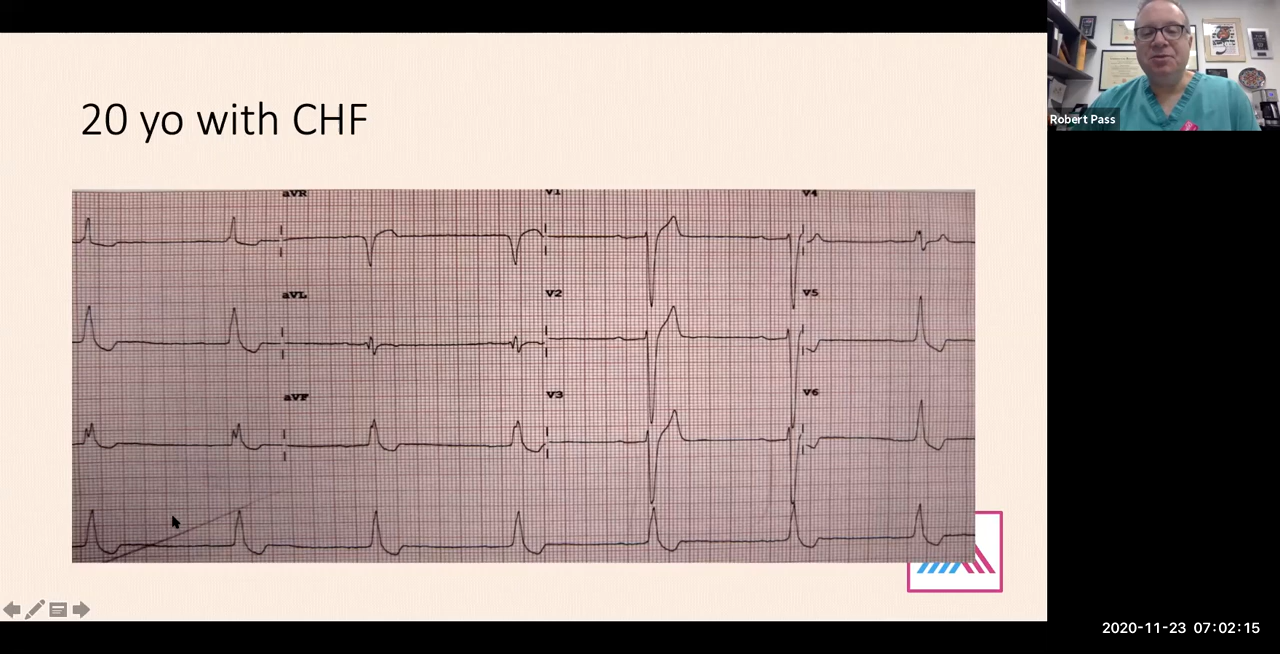 20 yo with CHF
Robert Pass
aVR
V1
V4
aVL
V2
V5
aVF
V3
V6
2020-11-23 07:02:15